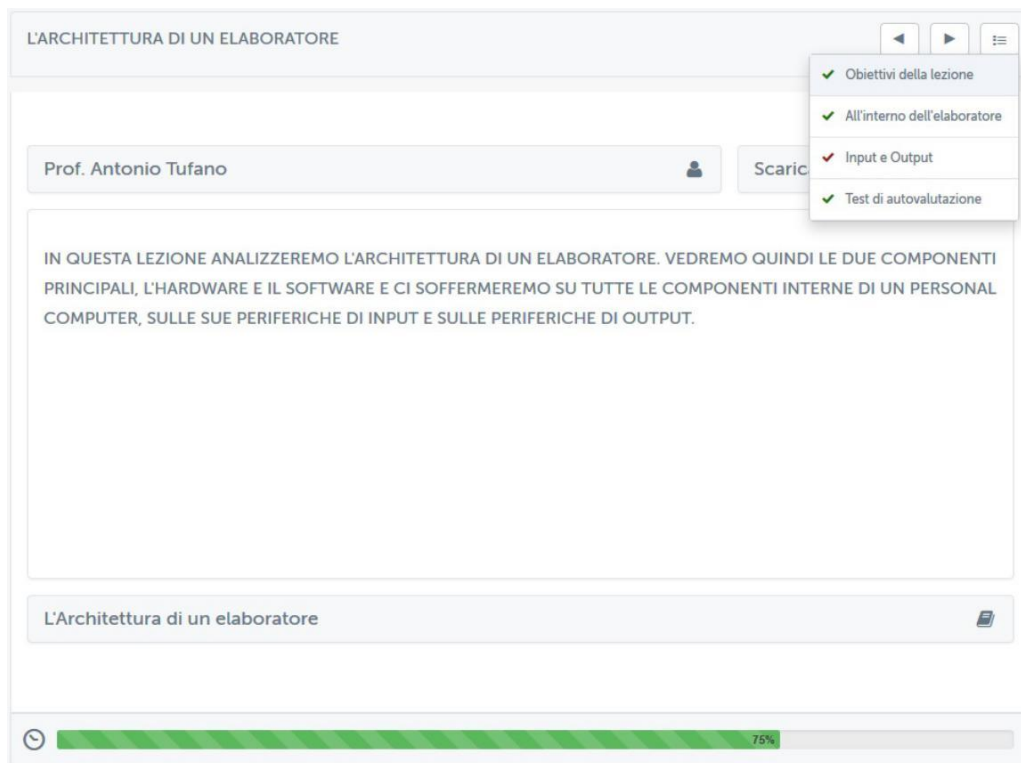 L'ARCHITETTURA DI UN ELABORATORE
Obiettivi della lezione
All'interno dell'elaboratore
Input e Output
Test di autovalutazione
Prof. Antonio Tufano
Scaric
IN QUESTA LEZIONE ANALIZZEREMO L'ARCHITETTURA DI UN ELABORATORE. VEDREMO QUINDI LE DUE COMPONENTI
PRINCIPALI, L'HARDWARE E IL SOFTWARE E CI SOFFERMEREMO SU TUTTE LE COMPONENTI INTERNE DI UN PERSONAL
COMPUTER, SULLE SUE PERIFERICHE DI INPUT E SULLE PERIFERICHE DI OUTPUT.
L'Architettura di un elaboratore
75%